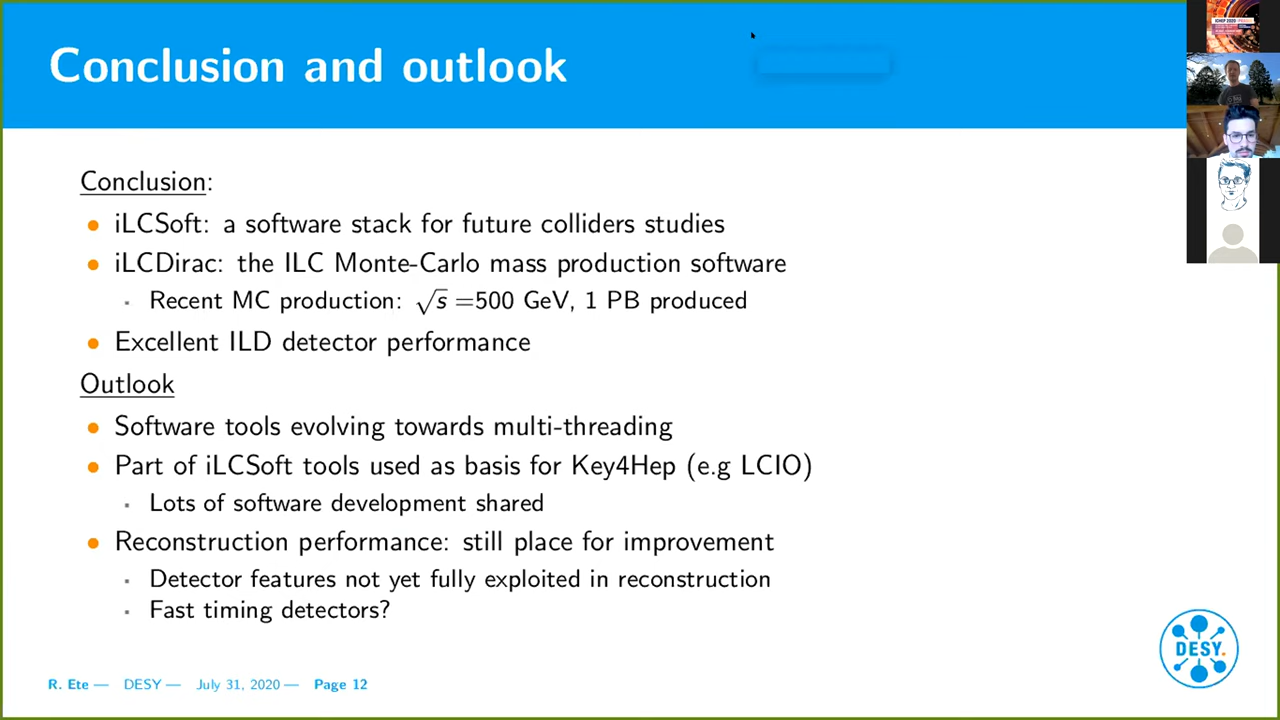 Conclusion and outlook
Conclusion:
iLCSoft: a software stack for future colliders studies
iLCDirac: the ILC Monte-Carlo mass production software
Recent MC production: √s =500 GeV, 1 PB produced
Excellent ILD detector performance
Outlook
Software tools evolving towards multi-threading
Part of iLCSoft tools used as basis for Key4Hep (e.g LCIO)
Lots of software development shared
Reconstruction performance: still place for improvement
Detector features not yet fully exploited in reconstruction
Fast timing detectors?
R. Ete — DESY — July 31, 2020 — Page 12
DESY.
ICHEP 2020